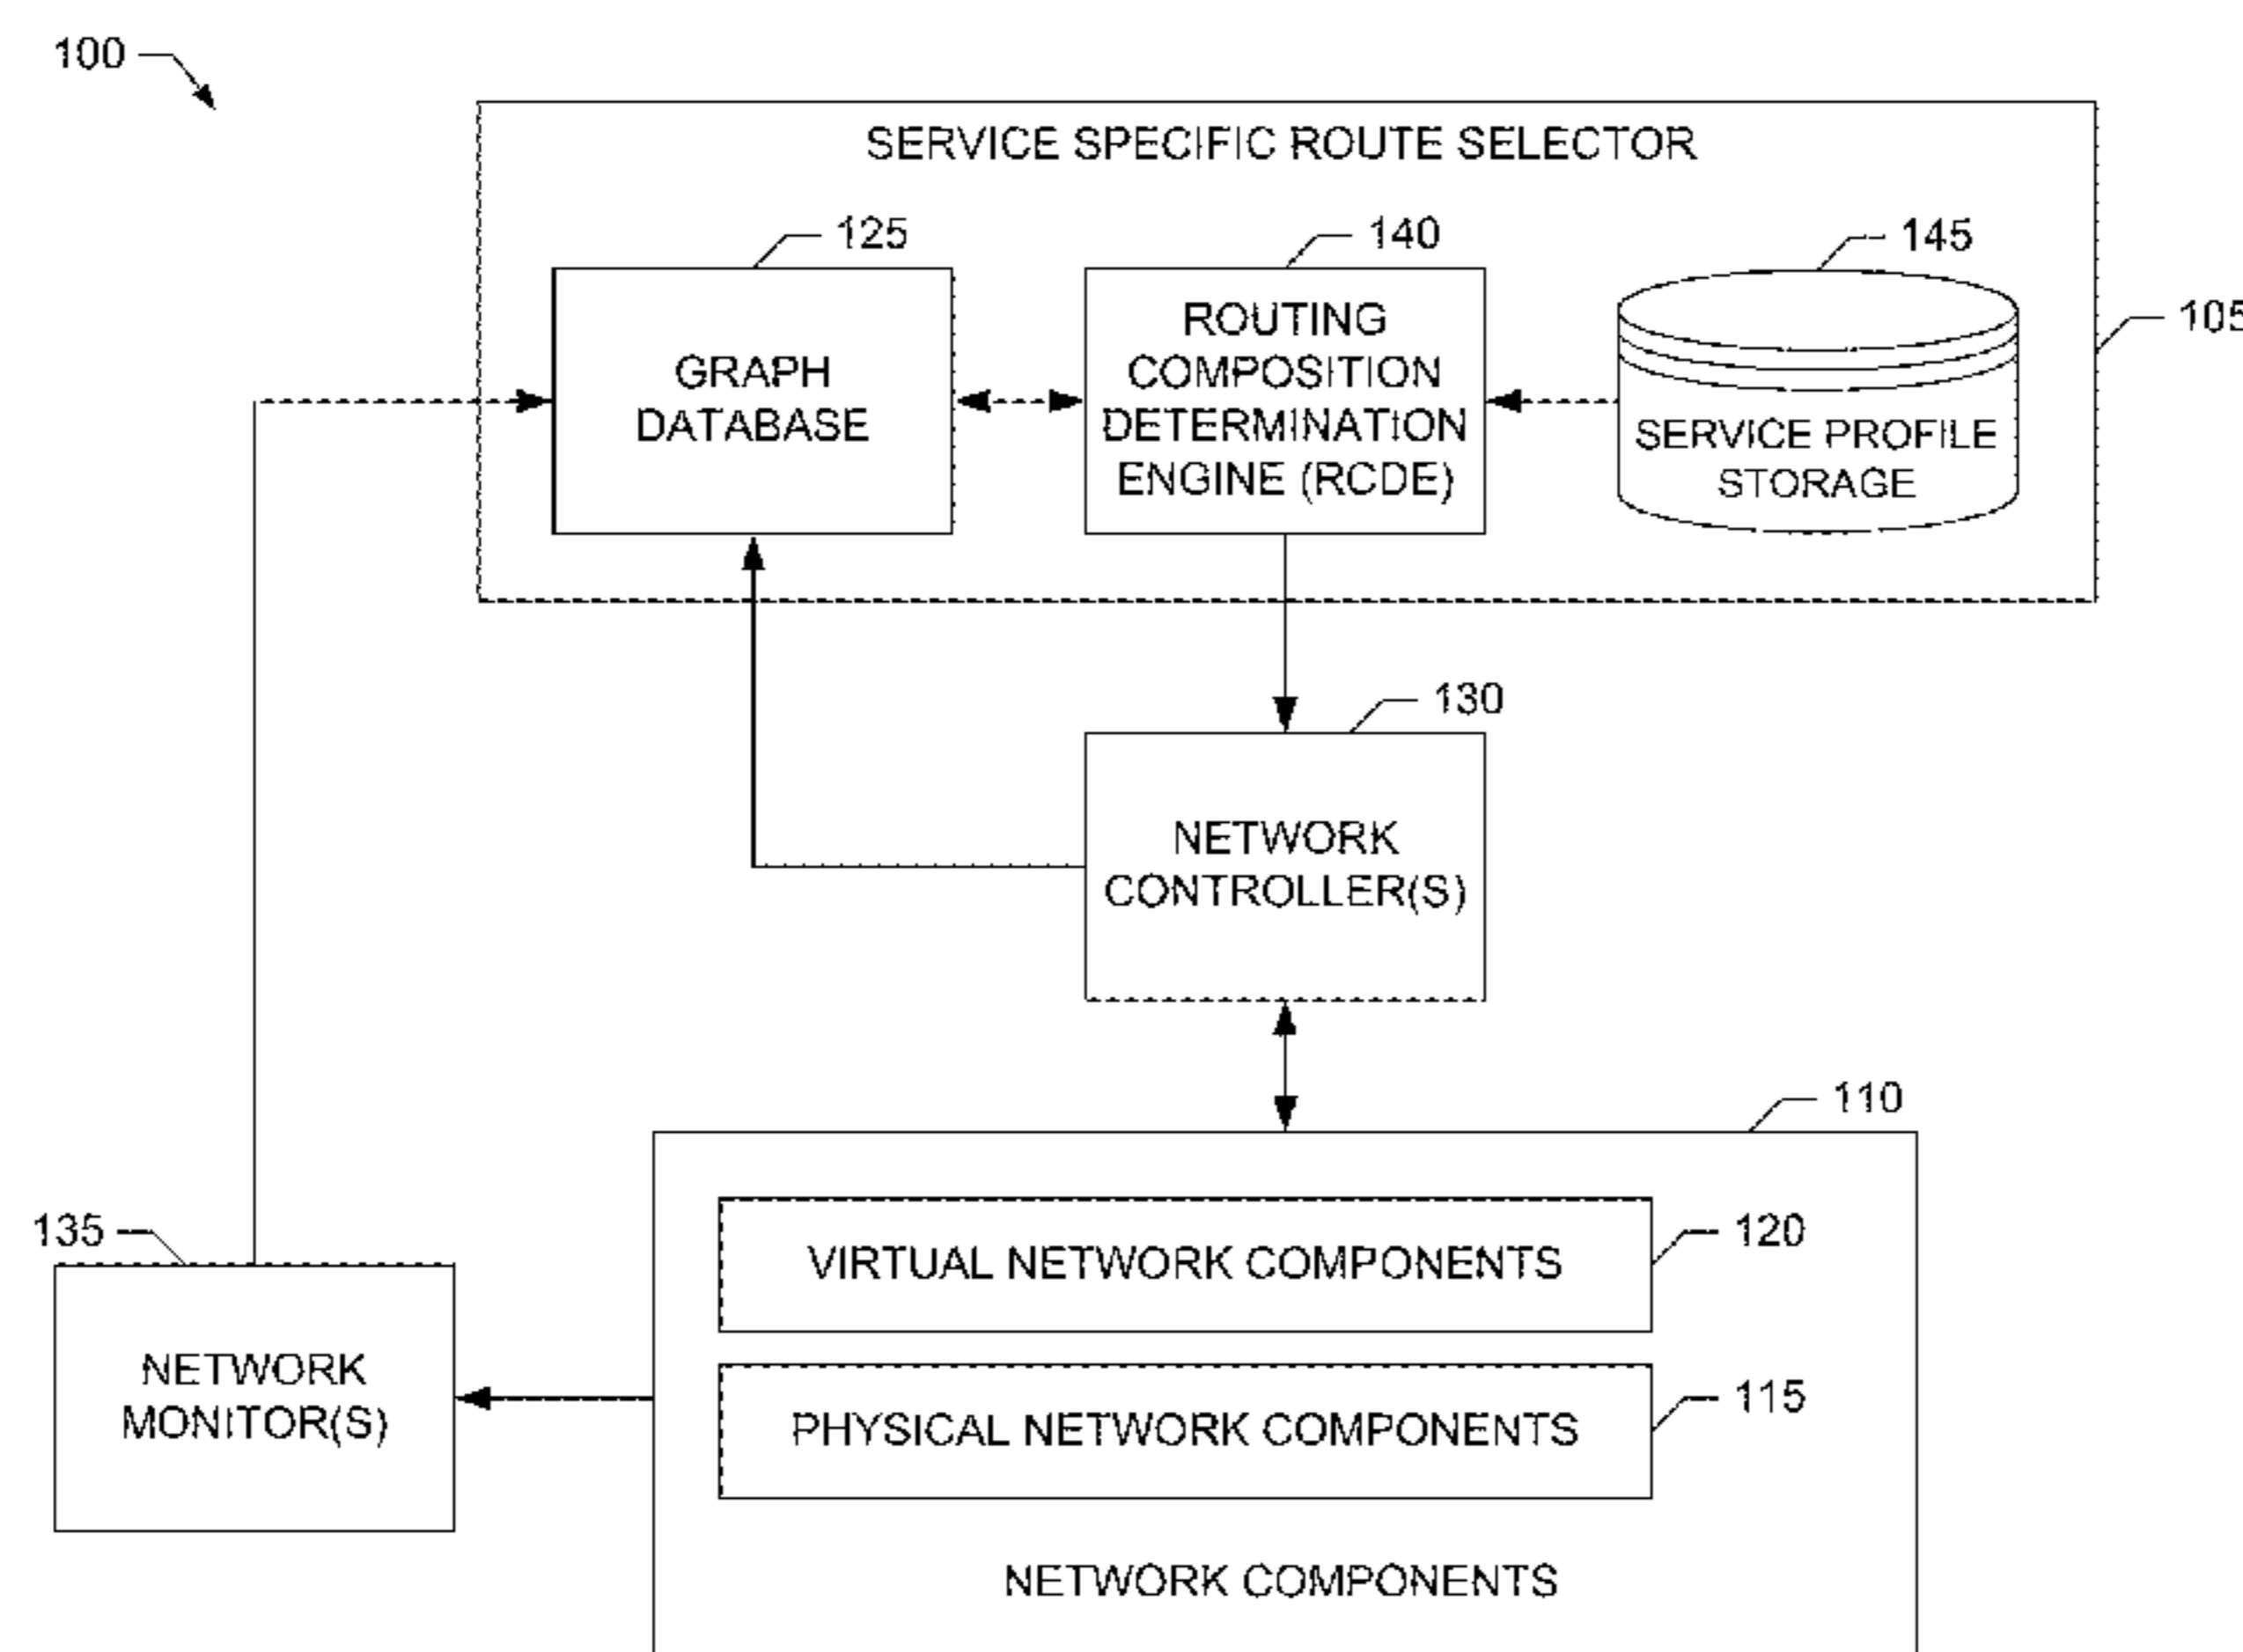 100
SERVICE SPECIFIC ROUTE SELECTOR
125
140
145
105
GRAPH
DATABASE
ROUTING
COMPOSITION
DETERMINATION
ENGINE (RCDE)
SERVICE PROFILE
STORAGE
130
NETWORK
CONTROLLER(S)
110
135
NETWORK
MONITOR(S)
VIRTUAL NETWORK COMPONENTS
120
PHYSICAL NETWORK COMPONENTS
115
NETWORK COMPONENTS